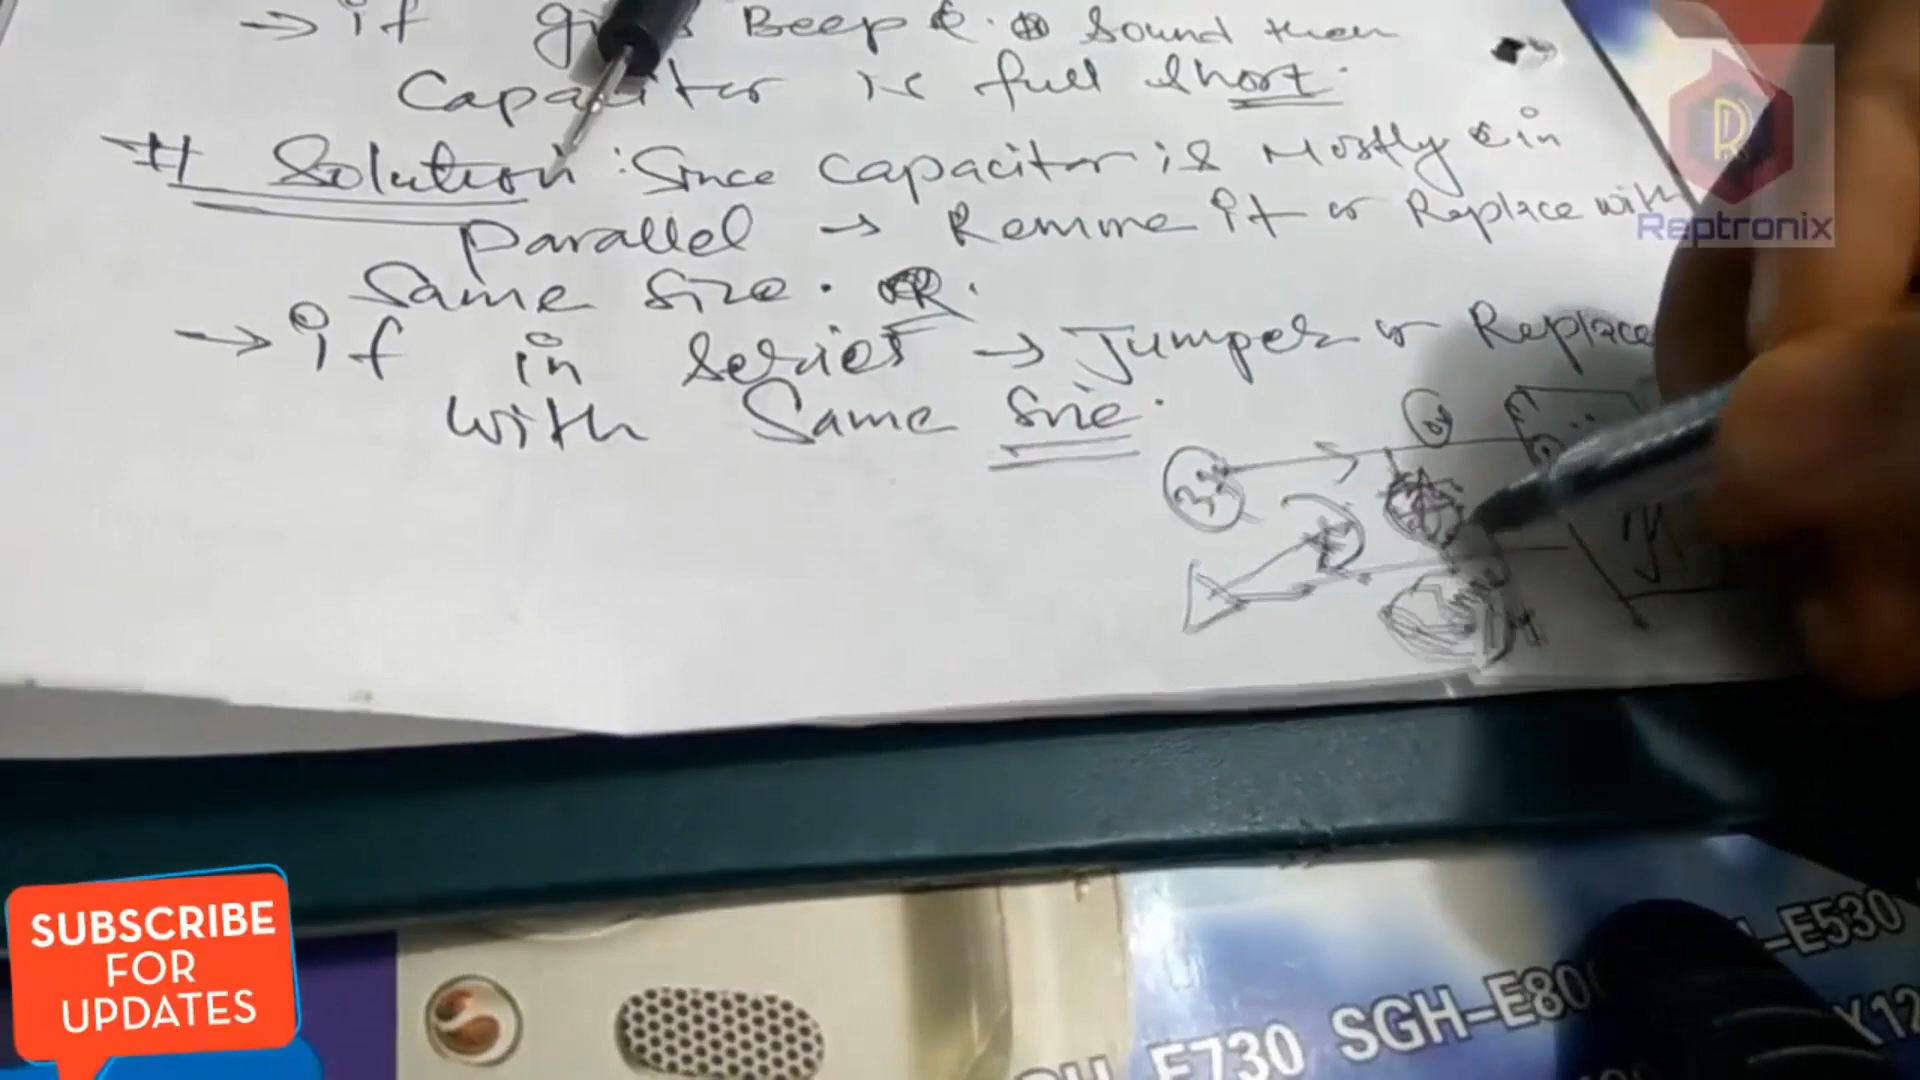 → if Beep Sound then
Capacitor is full Short.
# Solution : Since capacitor is Mostly in
parallel → Remove it or Replace with
Same Size. OR.
→ if in Series → Jumper or Replace
with Same Size.
Reptronix
SUBSCRIBE
FOR
UPDATES
E730 SGH-E80
-E530
X12